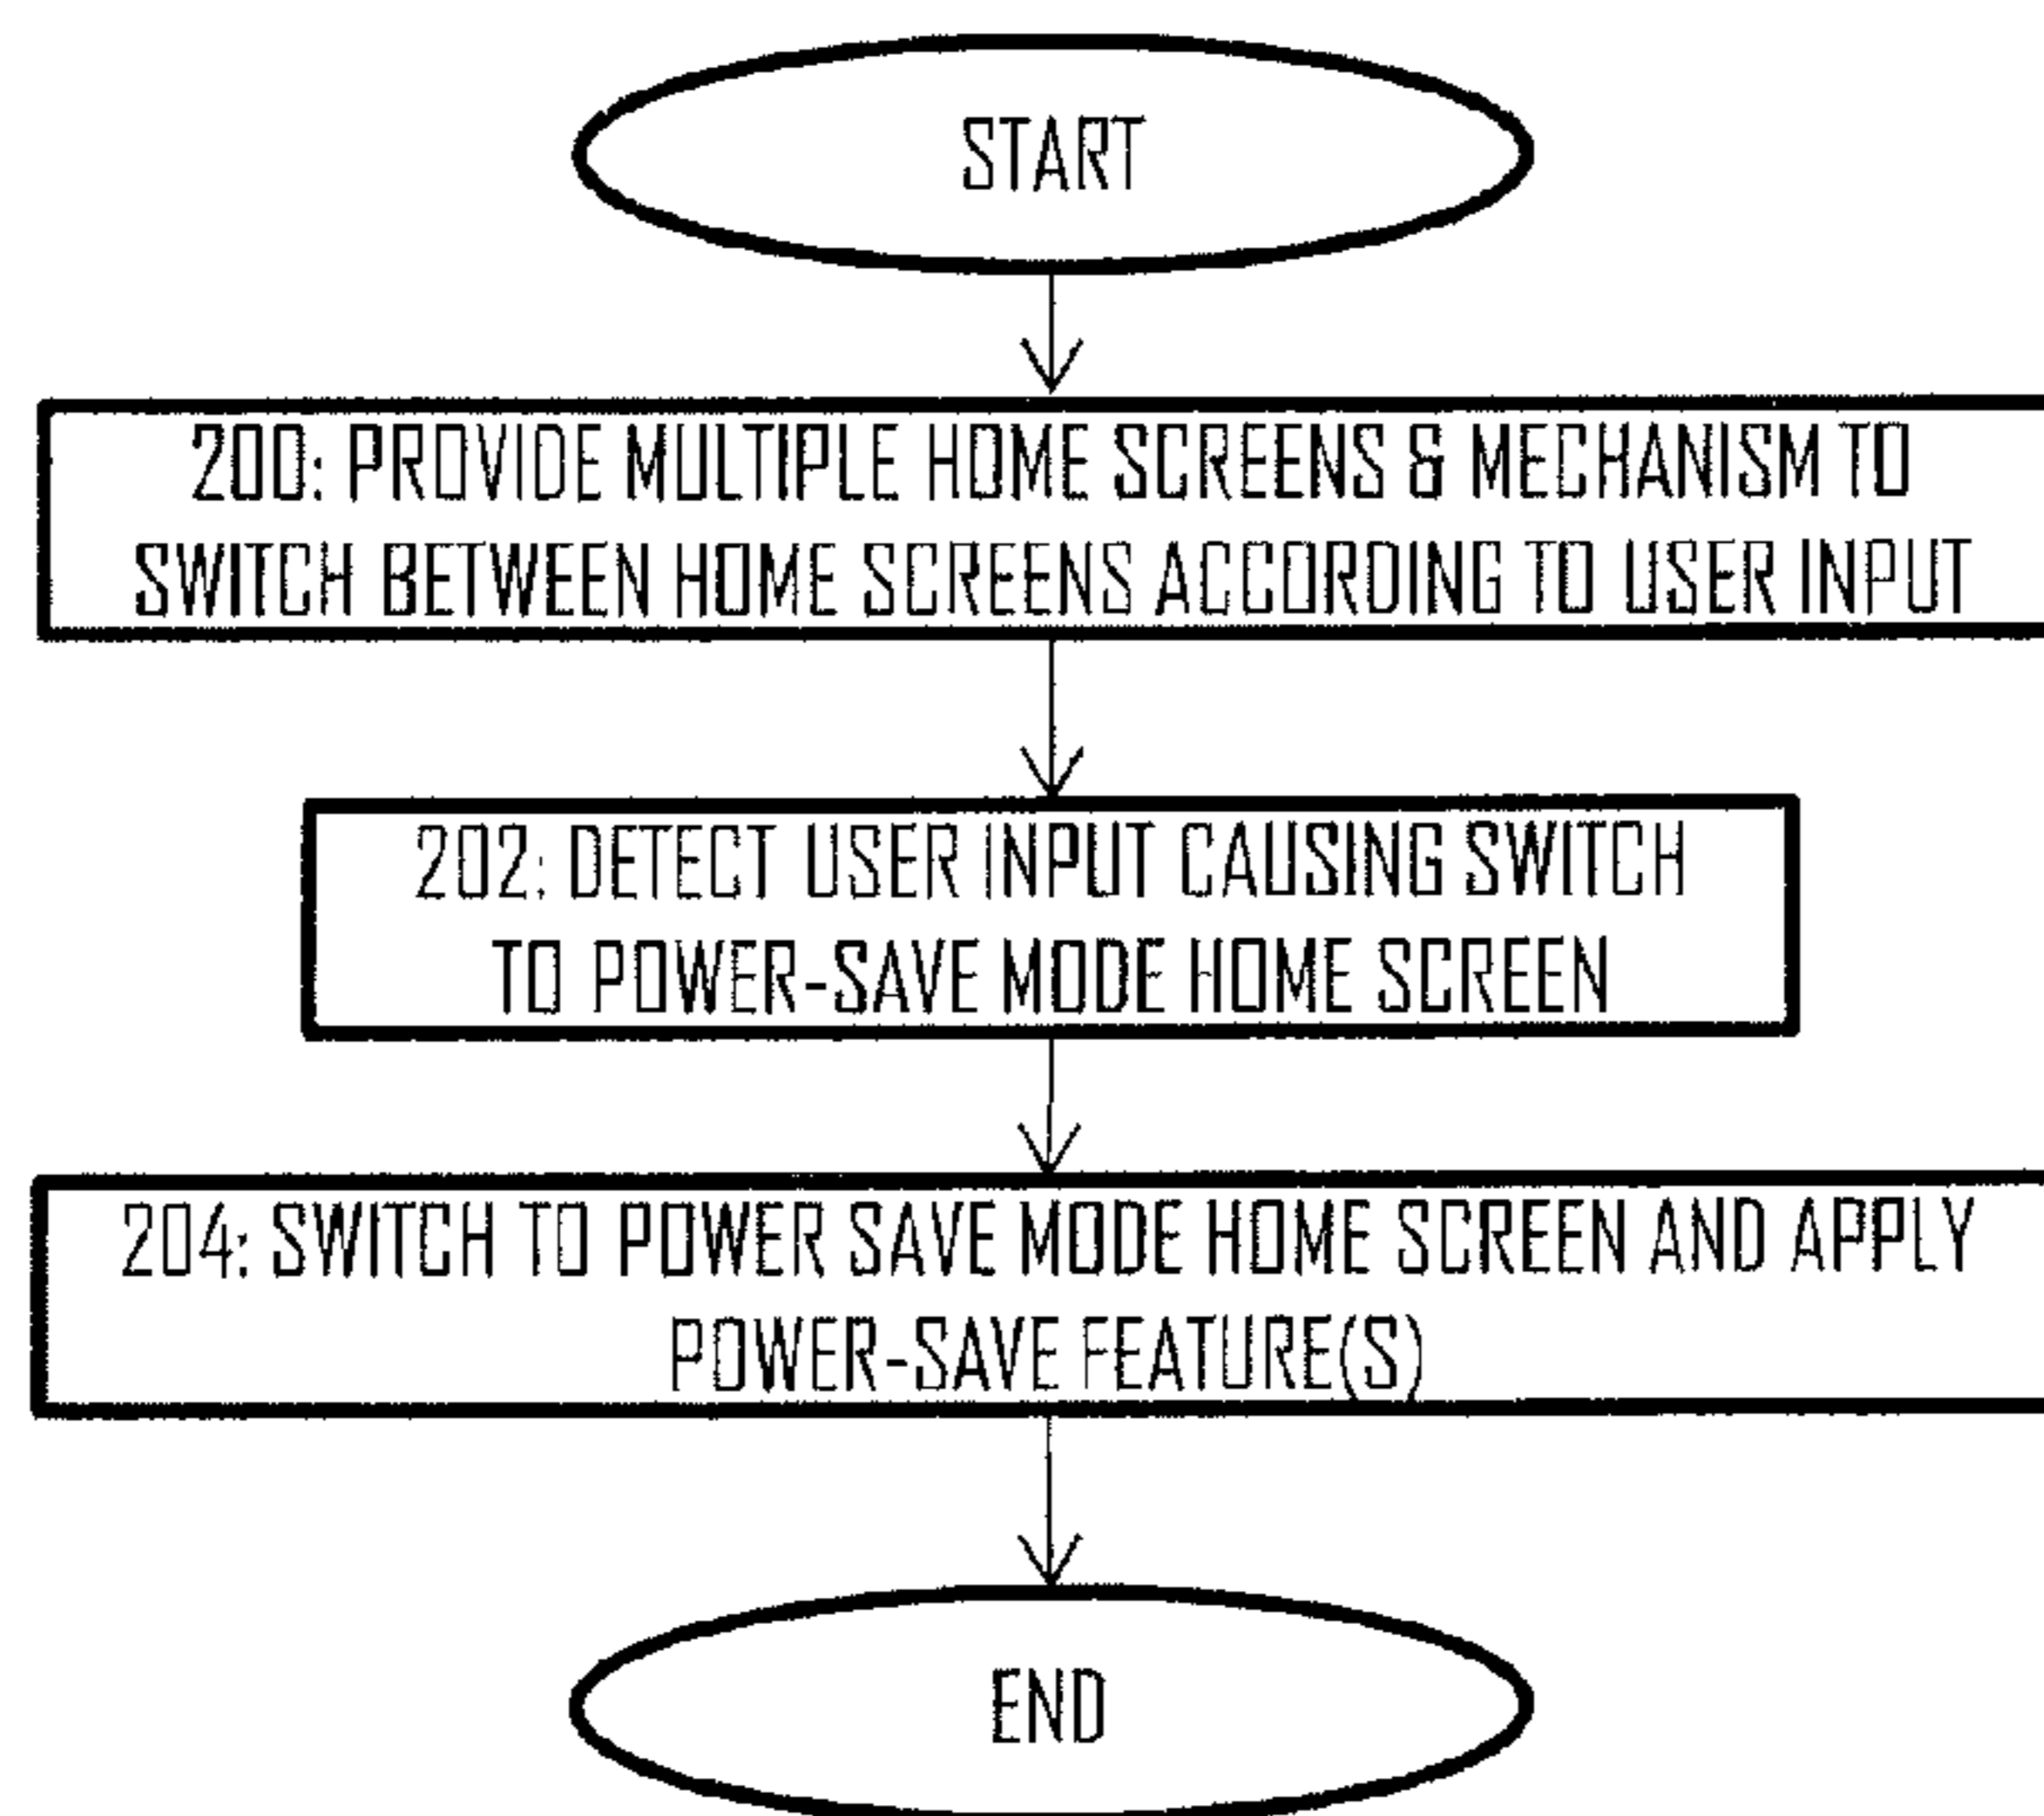 START
200: PROVIDE MULTIPLE HOME SCREENS & MECHANISM TO
SWITCH BETWEEN HOME SCREENS ACCORDING TO USER INPUT
202: DETECT USER INPUT CAUSING SWITCH
TO POWER-SAVE MODE HOME SCREEN
204: SWITCH TO POWER SAVE MODE HOME SCREEN AND APPLY
POWER-SAVE FEATURE(S)
END